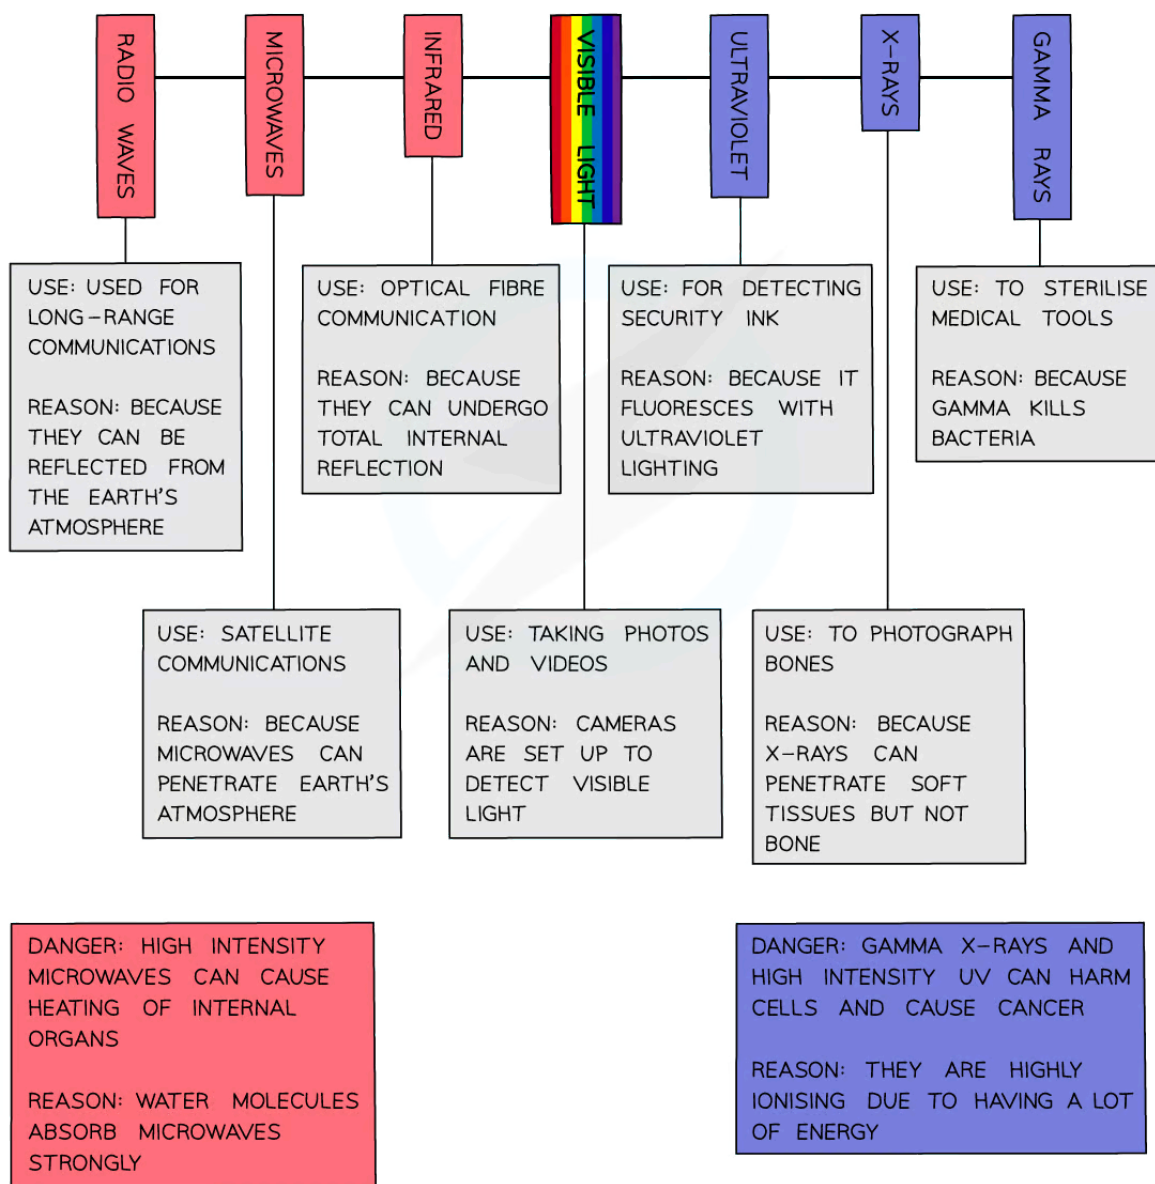 RADIO WAVES
MICROWAVES
INFRARED
VISIBLE LIGHT
ULTRAVIOLET
X-RAYS
GAMMA RAYS
USE: USED FOR
LONG-RANGE
COMMUNICATIONS
REASON: BECAUSE
THEY CAN BE
REFLECTED FROM
THE EARTH'S
ATMOSPHERE
USE: OPTICAL FIBRE
COMMUNICATION
REASON: BECAUSE
THEY CAN UNDERGO
TOTAL INTERNAL
REFLECTION
USE: FOR DETECTING
SECURITY INK
REASON: BECAUSE IT
FLUORESCES WITH
ULTRAVIOLET
LIGHTING
USE: TO STERILISE
MEDICAL TOOLS
REASON: BECAUSE
GAMMA KILLS
BACTERIA
USE: SATELLITE
COMMUNICATIONS
REASON: BECAUSE
MICROWAVES CAN
PENETRATE EARTH'S
ATMOSPHERE
USE: TAKING PHOTOS
AND VIDEOS
REASON: CAMERAS
ARE SET UP TO
DETECT VISIBLE
LIGHT
USE: TO PHOTOGRAPH
BONES
REASON: BECAUSE
X-RAYS CAN
PENETRATE SOFT
TISSUES BUT NOT
BONE
DANGER: HIGH INTENSITY
MICROWAVES CAN CAUSE
HEATING OF INTERNAL
ORGANS
REASON: WATER MOLECULES
ABSORB MICROWAVES
STRONGLY
DANGER: GAMMA X-RAYS AND
HIGH INTENSITY UV CAN HARM
CELLS AND CAUSE CANCER
REASON: THEY ARE HIGHLY
IONISING DUE TO HAVING A LOT
OF ENERGY